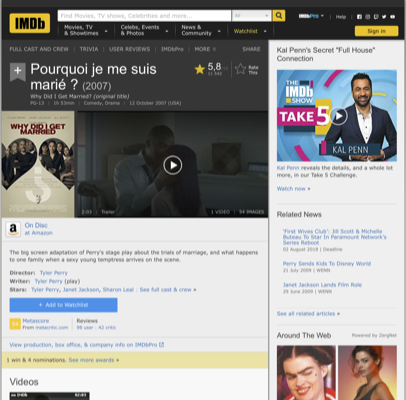 IMDb
Find Movies, TV shows, Celebrities and more...
All
IMDbPro
Help
Movies, TV & Showtimes
Celebs, Events & Photos
News & Community
Watchlist
Sign in
FULL CAST AND CREW | TRIVIA | USER REVIEWS | IMDbPro | MORE
SHARE
Pourquoi je me suis
marié ? (2007)
Why Did I Get Married? (original title)
PG-13 | 1h 53min | Comedy, Drama | 12 October 2007 (USA)
5,8
Rate This
WHY DID I GET
MARRIED
Trailer
1 VIDEO
54 IMAGES
On Disc
at Amazon
The big screen adaptation of Perry's stage play about the trials of marriage, and what happens
to one family when a sexy young temptress arrives on the scene.
Director: Tyler Perry
Writer: Tyler Perry (play)
Stars: Tyler Perry, Janet Jackson, Sharon Leal | See full cast & crew »
+ Add to Watchlist
Metascore
From metacritic.com
Reviews
98 user | 42 critic
View production, box office, & company info on IMDbPro
1 win & 4 nominations. See more awards »
Videos
Kal Penn's Secret "Full House"
Connection
THE
IMDb
SHOW
TAKE 5
KAL PENN
Kal Penn reveals the details, and a whole lot
more, in our Take 5 Challenge.
Watch now »
Related News
'First Wives Club': Jill Scott & Michelle
Buteau To Star In Paramount Network's
Series Reboot
02 August 2018 | Deadline
Perry Sends Kids To Disney World
21 July 2009 | WENN
Janet Jackson Lands Film Role
26 June 2009 | WENN
See all related articles »
Around The Web
Powered by ZergNet